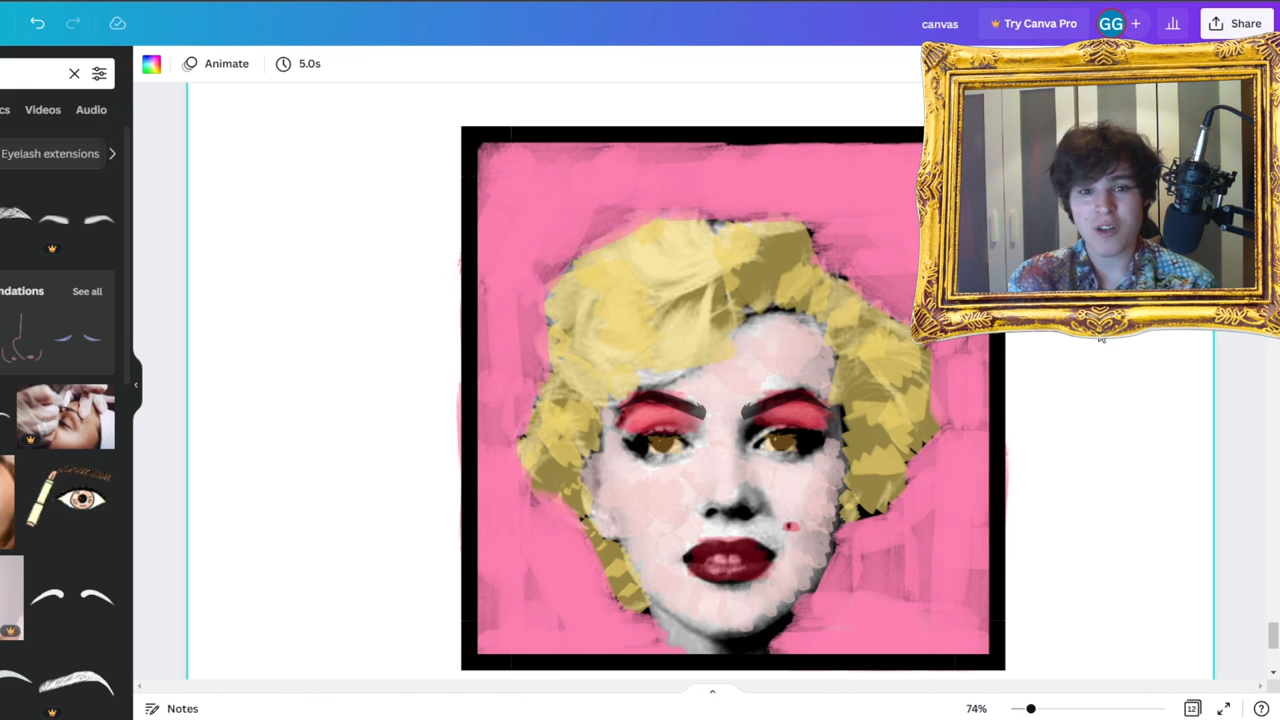 canvas
Try Canva Pro
GG
+
Share
Animate
5.0s
cs
Videos
Audio
Eyelash extensions
ndations
See all
Notes
74%
12
?